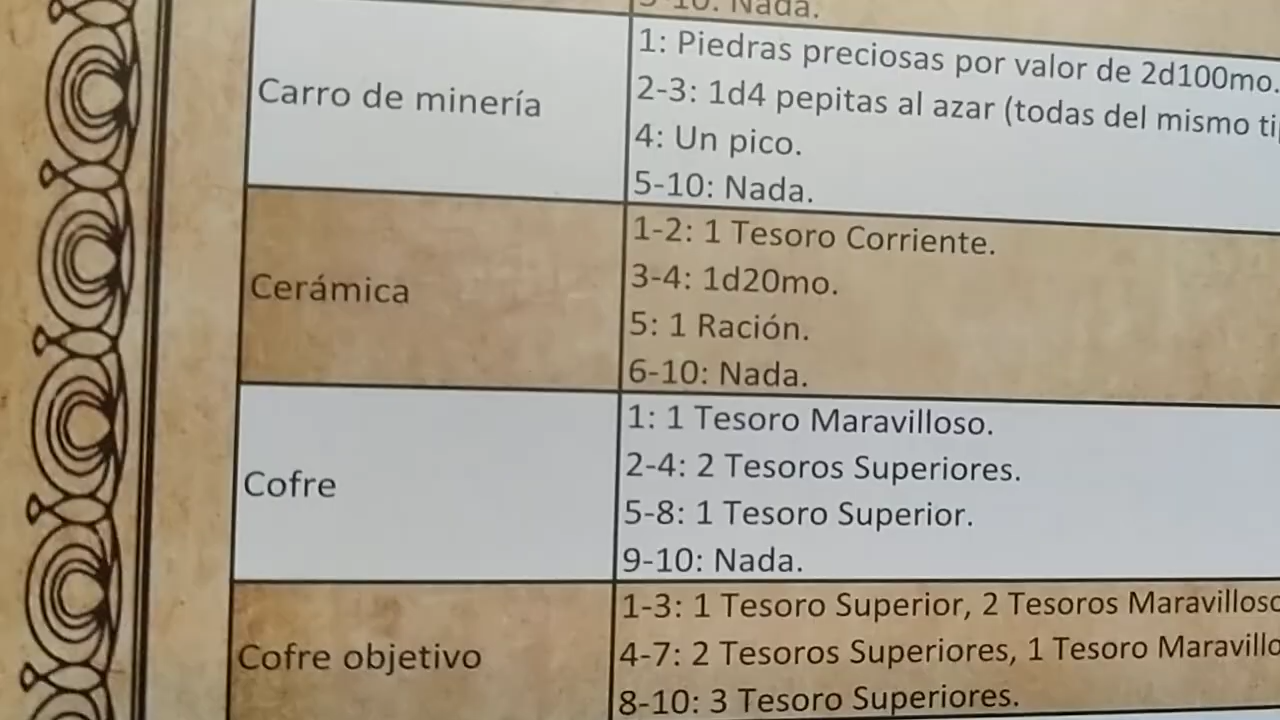 Nada.
Carro de minería
1: Piedras preciosas por valor de 2d100mo.
2-3: 1d4 pepitas al azar (todas del mismo
4: Un pico.
5-10: Nada.
Cerámica
1-2: 1 Tesoro Corriente.
3-4: 1d20mo.
5: 1 Ración.
6-10: Nada.
Cofre
1: 1 Tesoro Maravilloso.
2-4: 2 Tesoros Superiores.
5-8: 1 Tesoro Superior.
9-10: Nada.
Cofre objetivo
1-3: 1 Tesoro Superior, 2 Tesoros
4-7: 2 Tesoros Superiores, 1 Tesoro
8-10: 3 Tesoro Superiores.